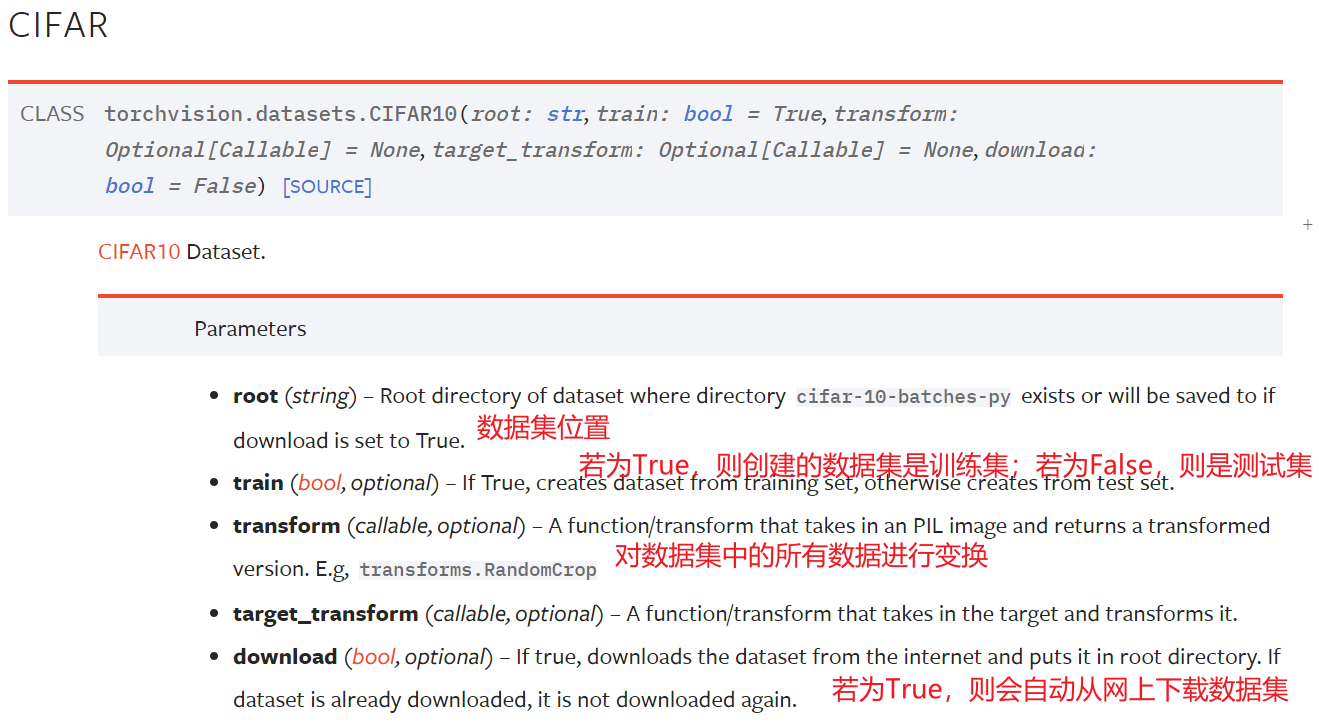 CIFAR
CLASS torchvision.datasets.CIFAR10(root: str, train: bool = True, transform:
Optional[Callable] = None, target_transform: Optional[Callable] = None, download:
bool = False) [SOURCE]
+
CIFAR10 Dataset.
Parameters
• root (string) – Root directory of dataset where directory cifar-10-batches-py exists or will be saved to if
download is set to True. 数据集位置
若为True，则创建的数据集是训练集；若为False，则是测试集
• train (bool, optional) – If True, creates dataset from training set, otherwise creates from test set.
• transform (callable, optional) – A function/transform that takes in an PIL image and returns a transformed
version. E.g, transforms.RandomCrop 对数据集中的所有数据进行变换
• target_transform (callable, optional) – A function/transform that takes in the target and transforms it.
• download (bool, optional) – If true, downloads the dataset from the internet and puts it in root directory. If
dataset is already downloaded, it is not downloaded again. 若为True，则会自动从网上下载数据集